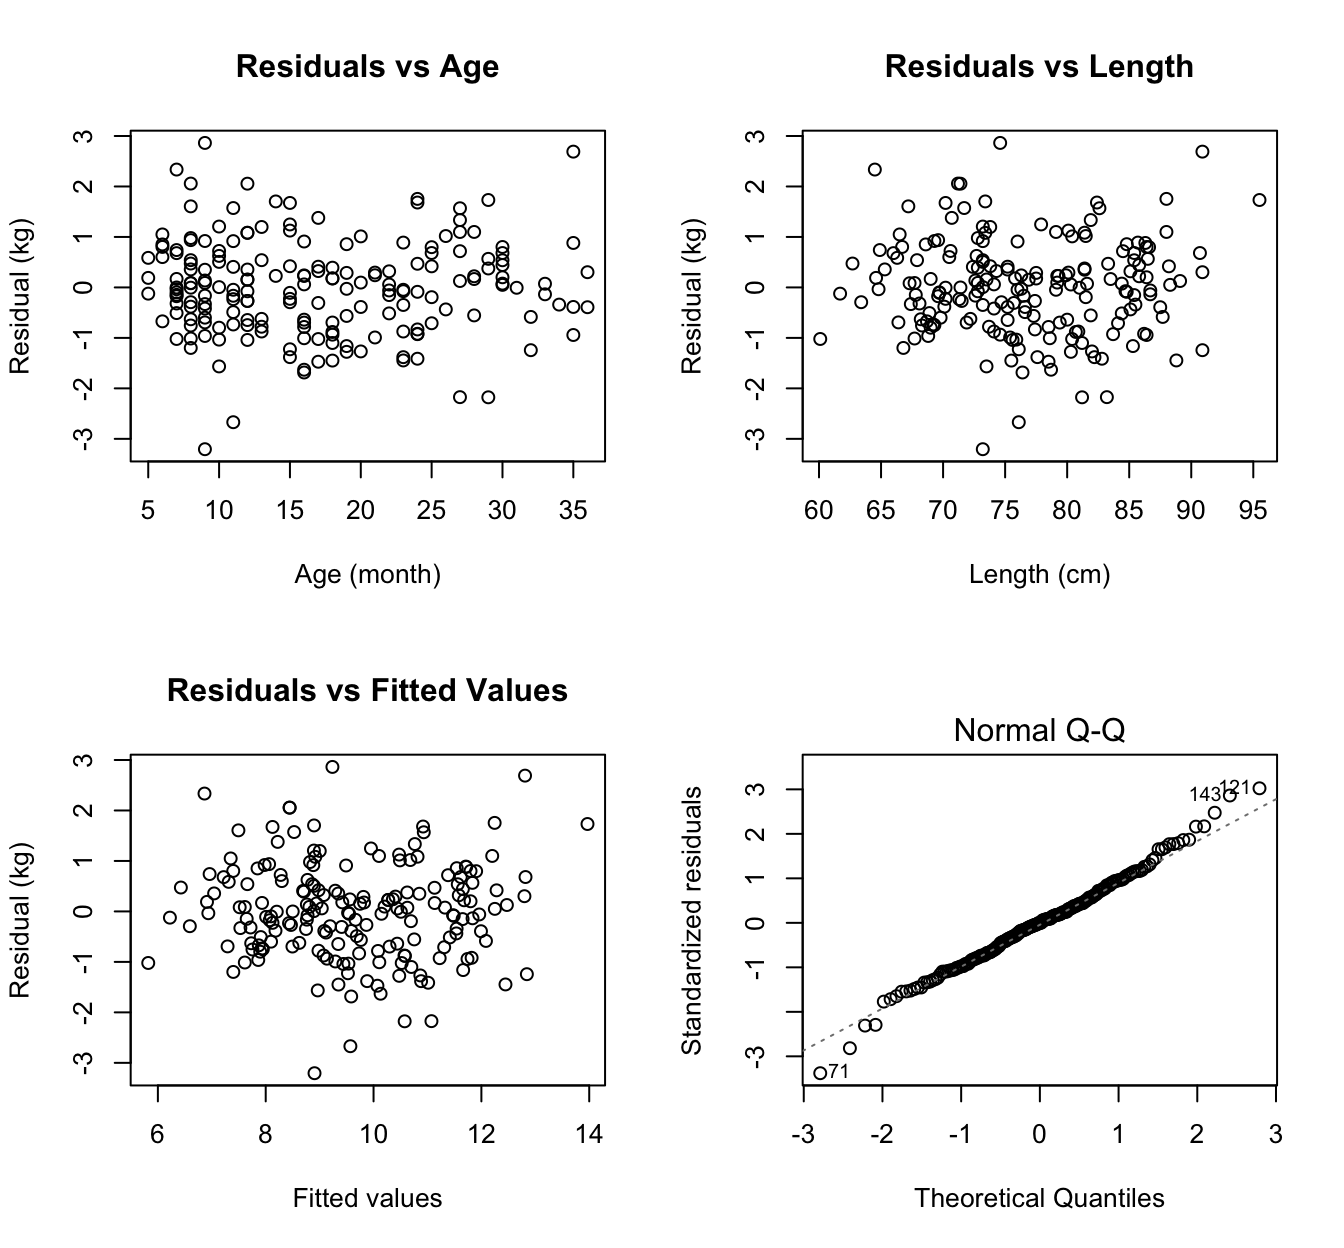 Residuals vs Age
Residual (kg)
3
2
1
0
-1
-2
-3
5 10 15 20 25 30 35
Age (month)
Residuals vs Length
Residual (kg)
3
2
1
0
-1
-2
-3
60 65 70 75 80 85 90 95
Length (cm)
Residuals vs Fitted Values
Residual (kg)
3
2
1
0
-1
-2
-3
6 8 10 12 14
Fitted values
Normal Q-Q
Standardized residuals
3
2
1
0
-1
-3
143 121
71
-3 -2 -1 0 1 2 3
Theoretical Quantiles